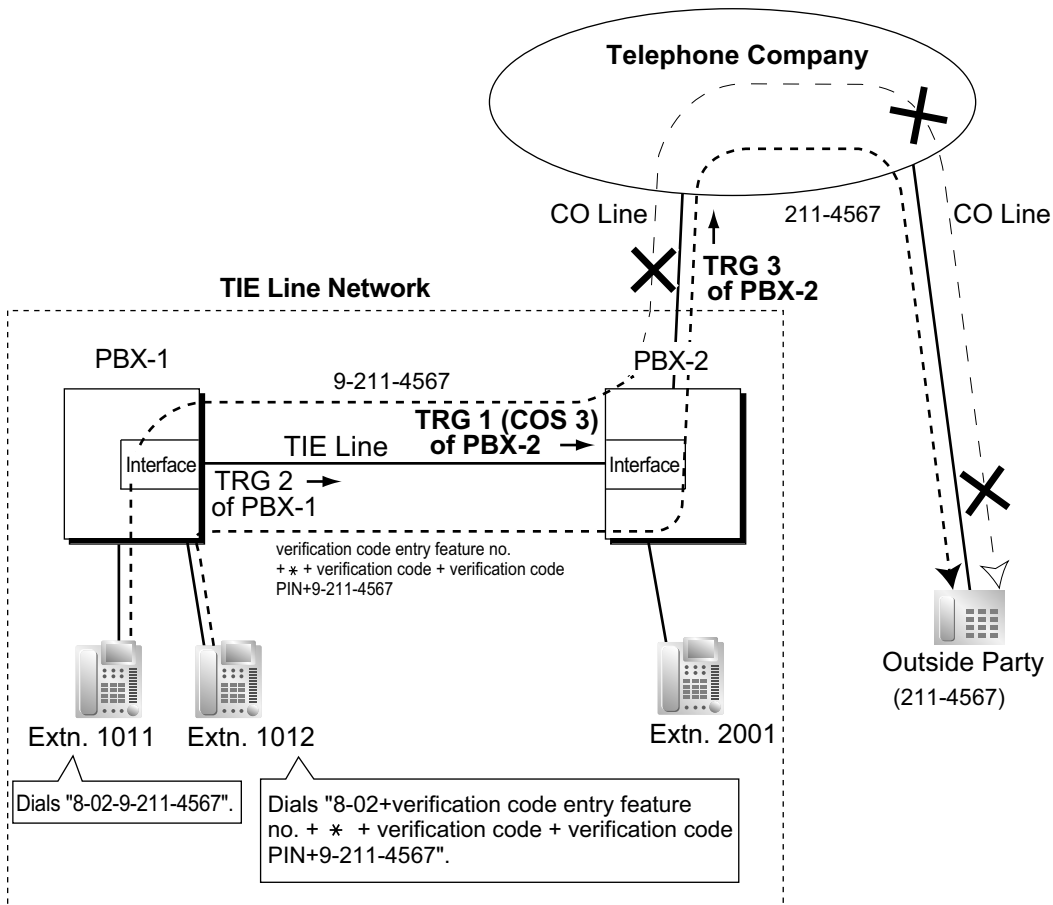 Telephone Company
CO Line
211-4567
CO Line
TRG 3
of PBX-2
TIE Line Network
PBX-1
PBX-2
9-211-4567
TRG 1 (COS 3)
of PBX-2
TIE Line
Interface
Interface
TRG 2
of PBX-1
verification code entry feature no.
+ * + verification code + verification code
PIN+9-211-4567
Outside Party
(211-4567)
Extn. 1011
Extn. 1012
Extn. 2001
Dials "8-02-9-211-4567".
Dials "8-02+verification code entry feature
no. + * + verification code + verification code
PIN+9-211-4567".